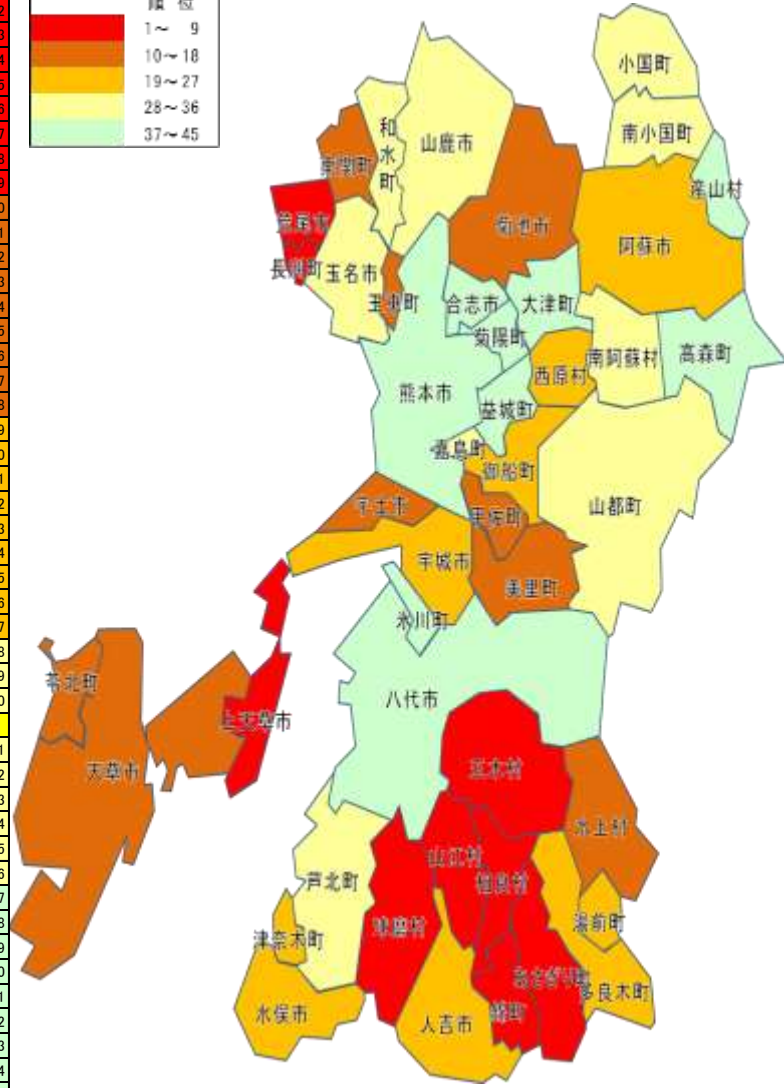 順 位
1～ 9
10～18
19～27
28～36
37～45
小国町
南小国町
産山村
和水町
山鹿市
南関町
菊池市
阿蘇市
荒尾市
長洲町
玉名市
玉東町
合志市
大津町
菊陽町
南阿蘇村
高森町
西原村
熊本市
益城町
嘉島町
御船町
山都町
宇土市
甲佐町
宇城市
美里町
氷川町
八代市
苓北町
上天草市
天草市
五木村
水上村
山江村
相良村
芦北町
球磨村
湯前町
津奈木町
あさぎり町
多良木町
錦町
水俣市
人吉市